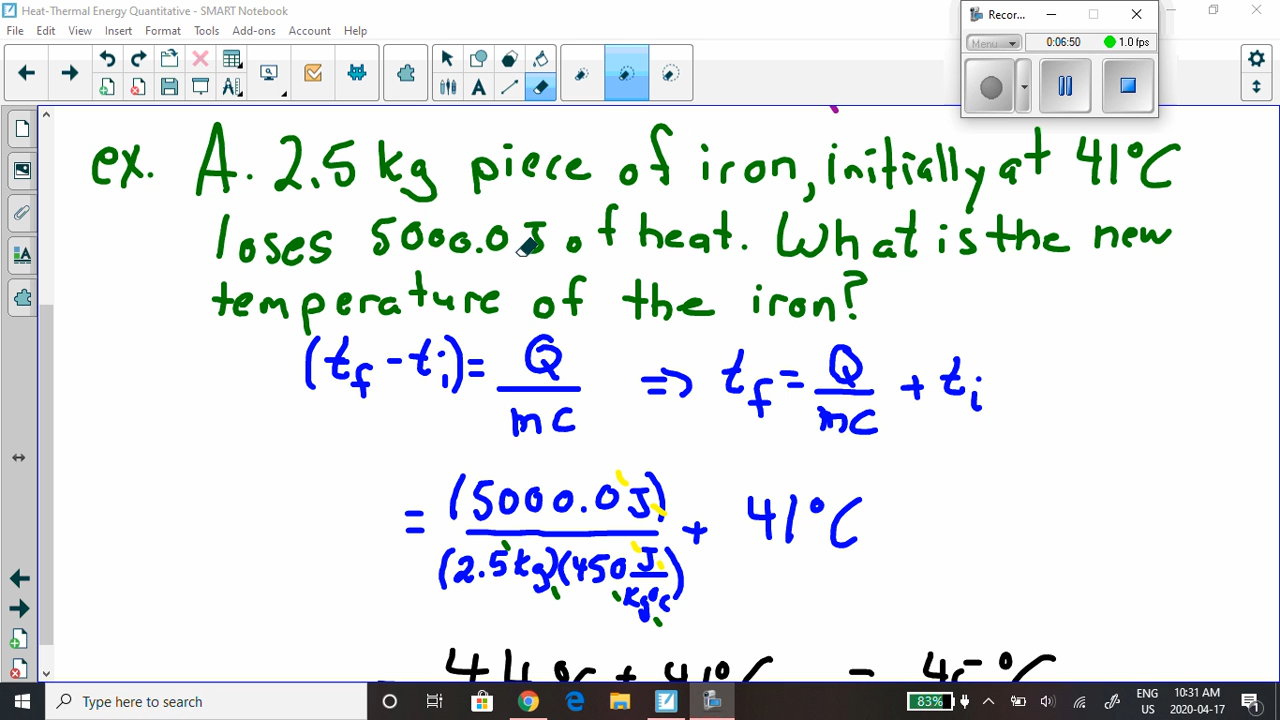 Heat-Thermal Energy Quantitative - SMART Notebook
File Edit View Insert Format Tools Add-ons Account Help
Recor...
Menu 0:06:50 1.0 fps
ex. A. 2.5 kg piece of iron, initially at 41°C
loses 5000.0 J of heat. What is the new
temperature of the iron?
(tf - ti) = Q/mc => tf = Q/mc + ti
= (5000.0 J)/(2.5 kg)(450 J/kg°C) + 41°C
Type here to search
83%
ENG
US
10:31 AM
2020-04-17
1